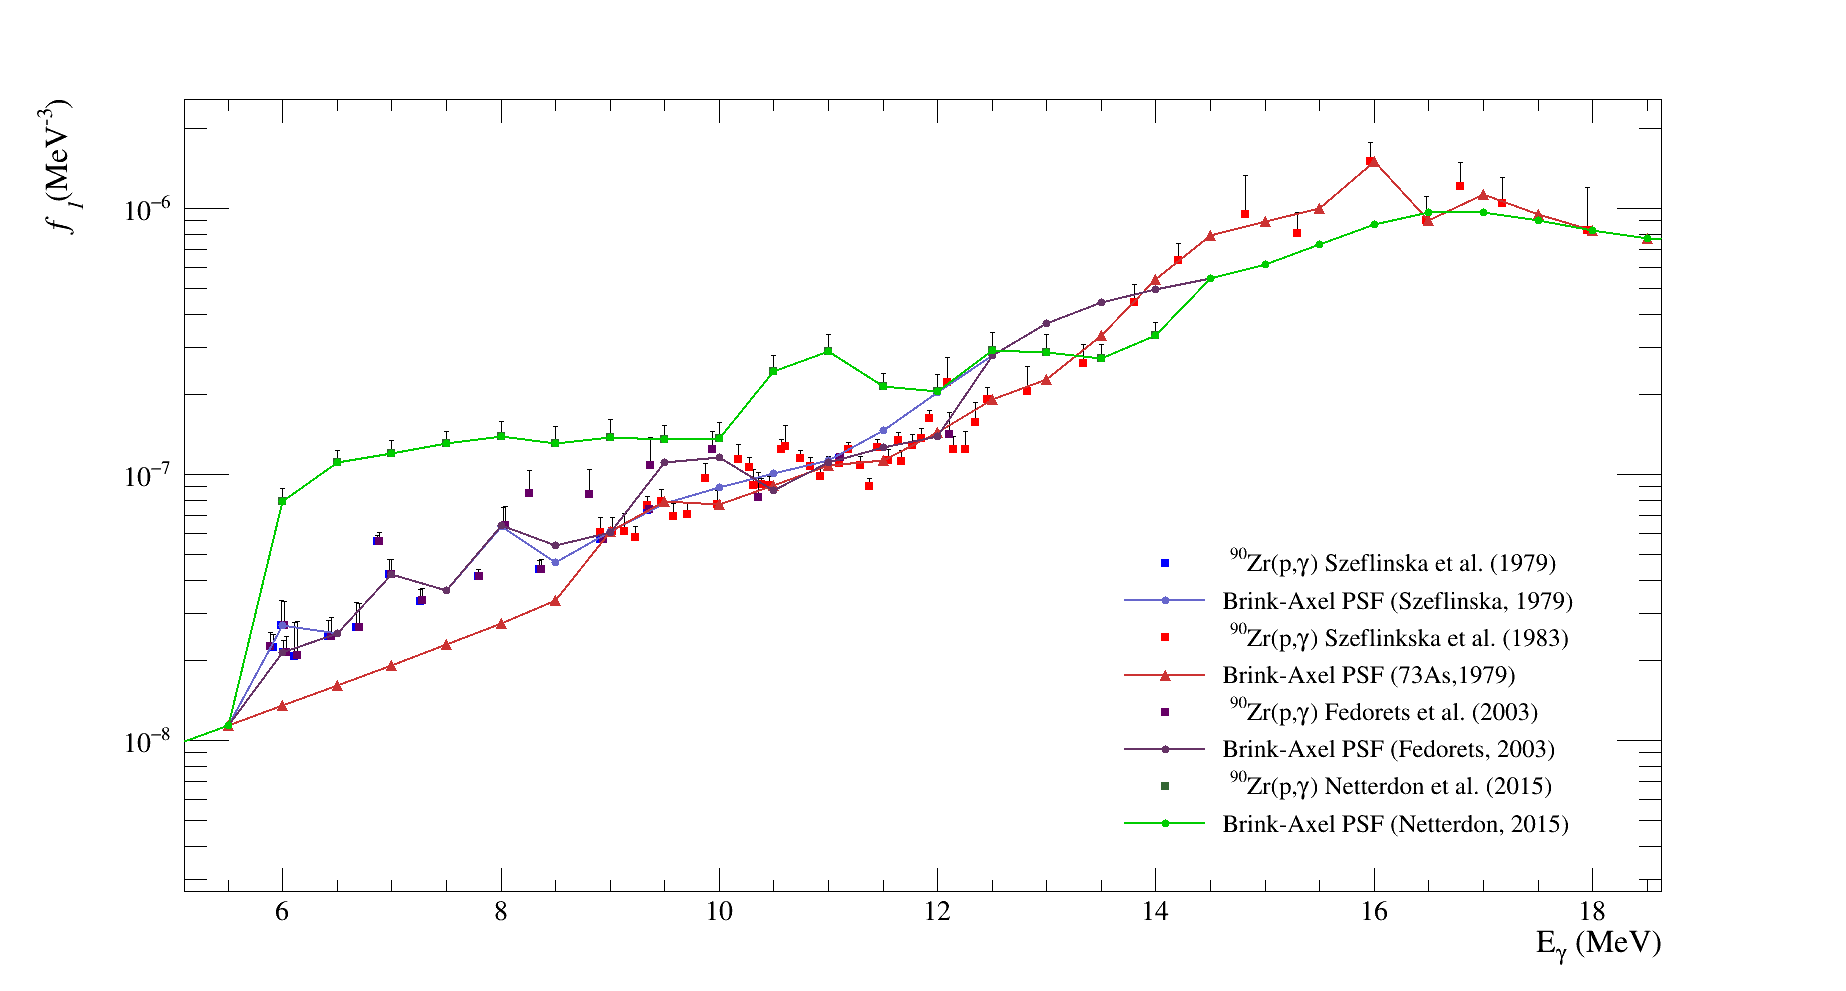 f₁(MeV⁻³)
10⁻⁶
10⁻⁷
10⁻⁸
6 8 10 12 14 16 18
Eγ (MeV)
⁹⁰Zr(p,γ) Szeflinska et al. (1979)
Brink-Axel PSF (Szeflinska, 1979)
⁹⁰Zr(p,γ) Szeflinkska et al. (1983)
Brink-Axel PSF (73As,1979)
⁹⁰Zr(p,γ) Fedorets et al. (2003)
Brink-Axel PSF (Fedorets, 2003)
⁹⁰Zr(p,γ) Netterdon et al. (2015)
Brink-Axel PSF (Netterdon, 2015)